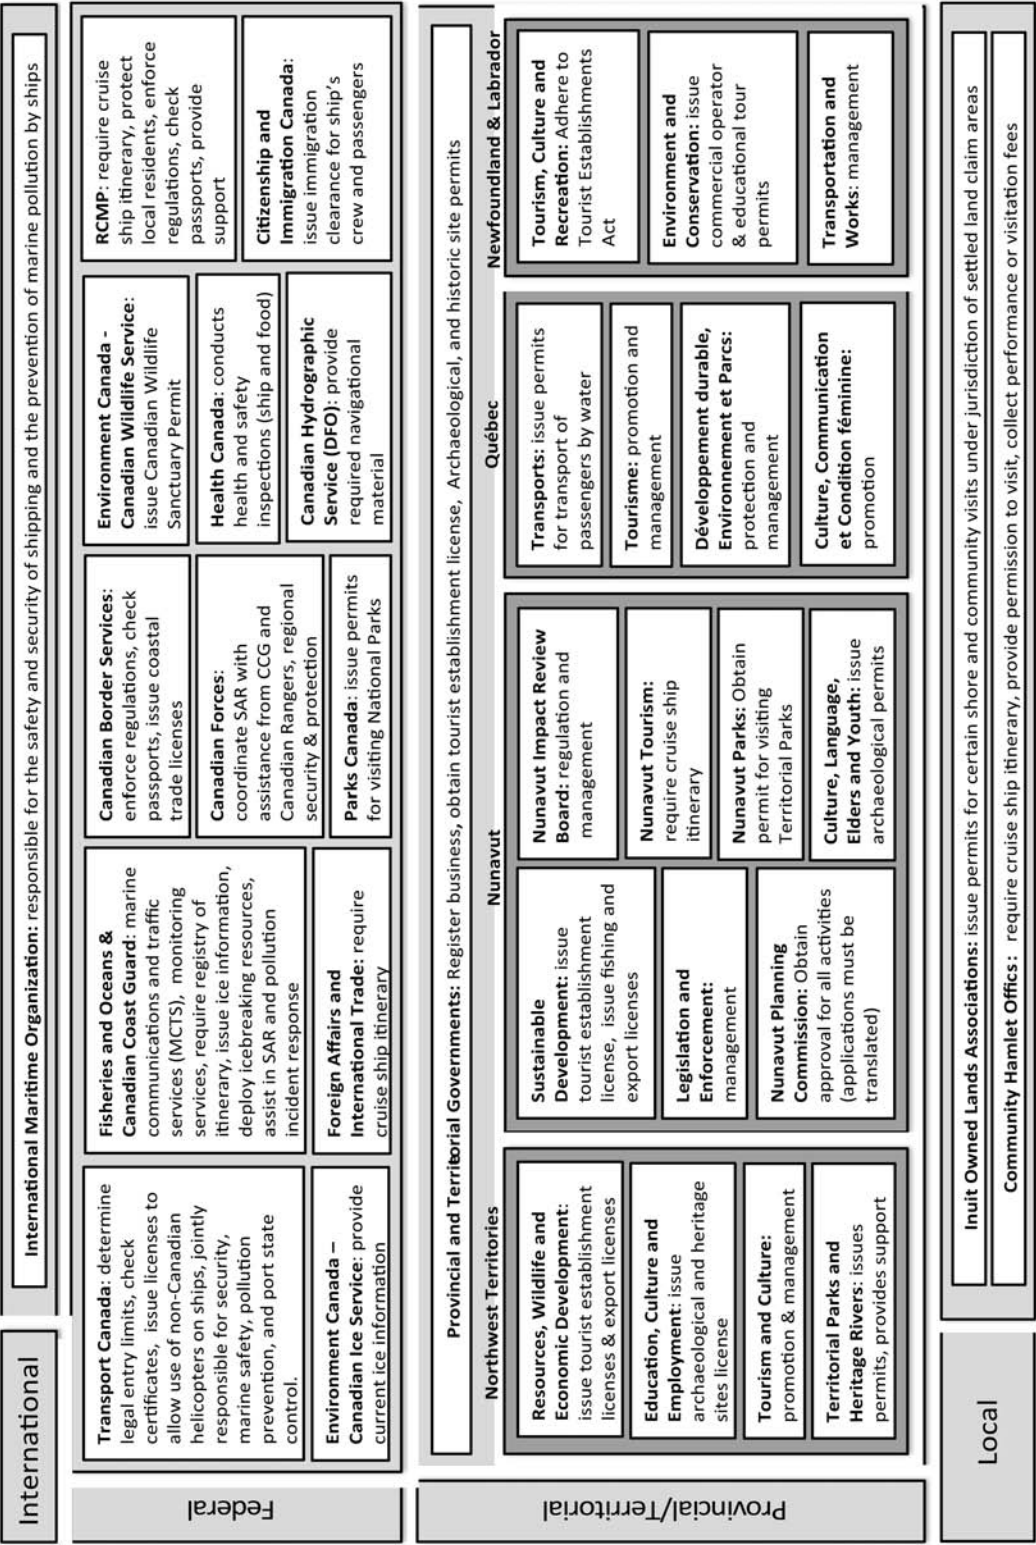 International
International Maritime Organization: responsible for the safety and security of shipping and the prevention of marine pollution by ships
Federal
Transport Canada: determine
legal entry limits, check
certificates, issue licenses to
allow use of non-Canadian
helicopters on ships, jointly
responsible for security,
marine safety, pollution
prevention, and port state
control.
Environment Canada –
Canadian Ice Service: provide
current ice information
Fisheries and Oceans &
Canadian Coast Guard: marine
communications and traffic
services (MCTS), monitoring
services, require registry of
itinerary, issue ice information,
deploy icebreaking resources,
assist in SAR and pollution
incident response
Foreign Affairs and
International Trade: require
cruise ship itinerary
Canadian Border Services:
enforce regulations, check
passports, issue coastal
trade licenses
Canadian Forces:
coordinate SAR with
assistance from CCG and
Canadian Rangers, regional
security & protection
Parks Canada: issue permits
for visiting National Parks
Environment Canada -
Canadian Wildlife Service:
issue Canadian Wildlife
Sanctuary Permit
Health Canada: conducts
health and safety
inspections (ship and food)
Canadian Hydrographic
Service (DFO): provide
required navigational
material
RCMP: require cruise
ship itinerary, protect
local residents, enforce
regulations, check
passports, provide
support
Citizenship and
Immigration Canada:
issue immigration
clearance for ship's
crew and passengers
Provincial/Territorial
Provincial and Territorial Governments: Register business, obtain tourist establishment license, Archaeological, and historic site permits
Northwest Territories
Resources, Wildlife and
Economic Development:
issue tourist establishment
licenses & export licenses
Education, Culture and
Employment: issue
archaeological and heritage
sites license
Tourism and Culture:
promotion & management
Territorial Parks and
Heritage Rivers: issues
permits, provides support
Nunavut
Sustainable
Development: issue
tourist establishment
license, issue fishing and
export licenses
Legislation and
Enforcement:
management
Nunavut Planning
Commission: Obtain
approval for all activities
(applications must be
translated)
Nunavut Impact Review
Board: regulation and
management
Nunavut Tourism:
require cruise ship
itinerary
Nunavut Parks: Obtain
permit for visiting
Territorial Parks
Culture, Language,
Elders and Youth: issue
archaeological permits
Québec
Transports: issue permits
for transport of
passengers by water
Tourisme: promotion and
management
Développement durable,
Environnement et Parcs:
protection and
management
Culture, Communication
et Condition féminine:
promotion
Newfoundland & Labrador
Tourism, Culture and
Recreation: Adhere to
Tourist Establishments
Act
Environment and
Conservation: issue
commercial operator
& educational tour
permits
Transportation and
Works: management
Local
Inuit Owned Lands Associations: issue permits for certain shore and community visits under jurisdiction of settled land claim areas
Community Hamlet Offics: require cruise ship itinerary, provide permission to visit, collect performance or visitation fees